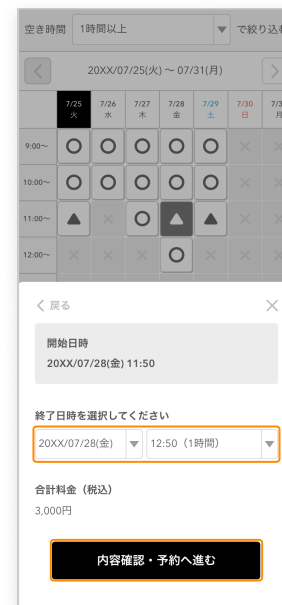 空き時間 1時間以上 ▼ で絞り込
20XX/07/25(火) ~ 07/31(月)
7/25 7/26 7/27 7/28 7/29 7/30 7/3
火 水 木 金 土 日 月
9:00~ ○ ○ ○ ○ ○ × ×
10:00~ ○ ○ ○ ○ ○ × ×
11:00~ ▲ × ○ ▲ ▲ × ×
12:00~ × × × ○ × × ×
< 戻る ×
開始日時
20XX/07/28(金) 11:50
終了日時を選択してください
20XX/07/28(金) ▼ 12:50（1時間） ▼
合計料金（税込）
3,000円
内容確認・予約へ進む